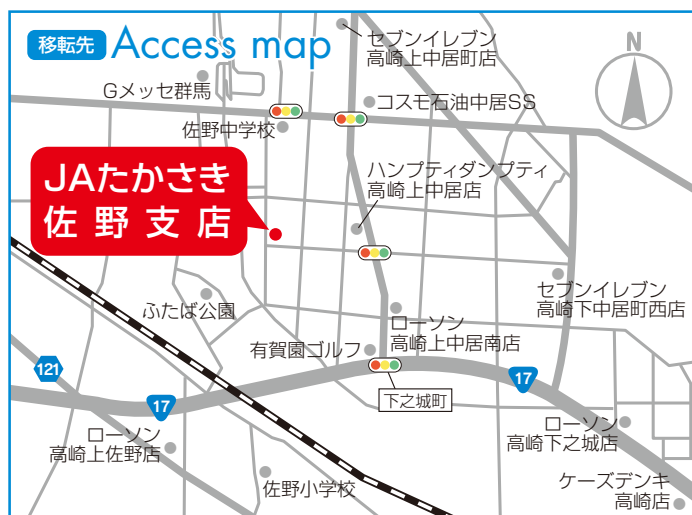 移転先 Access map
セブンイレブン
高崎上中居町店
N
Gメッセ群馬
コスモ石油中居SS
佐野中学校
JAたかさき
佐野支店
ハンプティダンプティ
高崎上中居店
セブンイレブン
高崎下中居町西店
ふたば公園
ローソン
高崎上中居南店
有賀園ゴルフ
121
17
17
下之城町
ローソン
高崎上佐野店
ローソン
高崎下之城店
佐野小学校
ケーズデンキ
高崎店